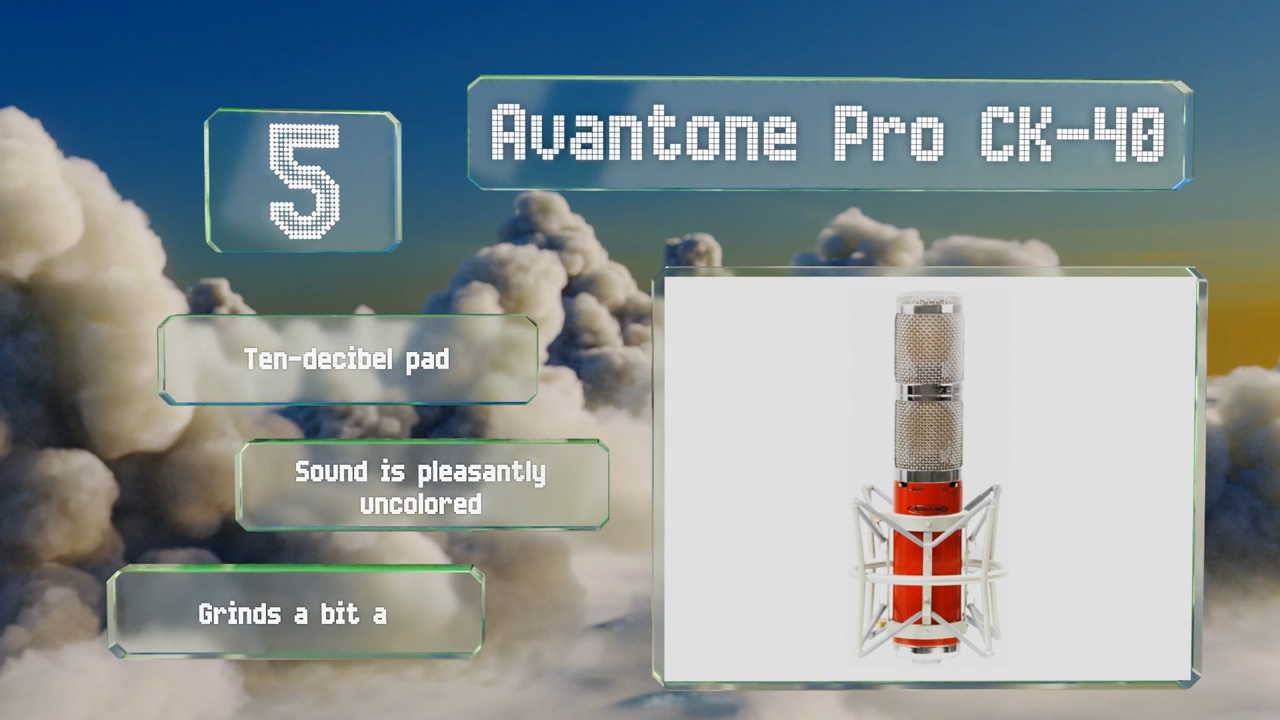 5
Avantone Pro CK-40
Ten-decibel pad
Sound is pleasantly
uncolored
Grinds a bit a